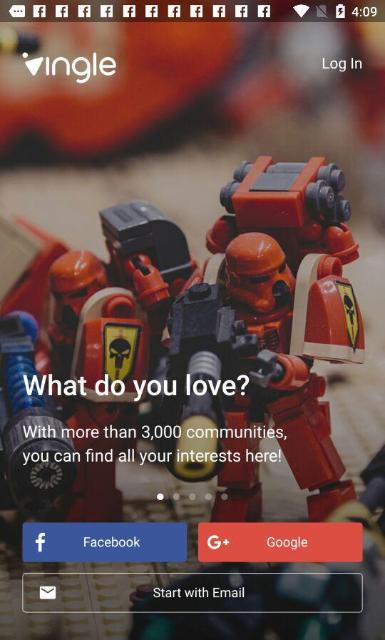 4:09
vingle
Log In
What do you love?
With more than 3,000 communities,
you can find all your interests here!
Facebook
G+ Google
Start with Email